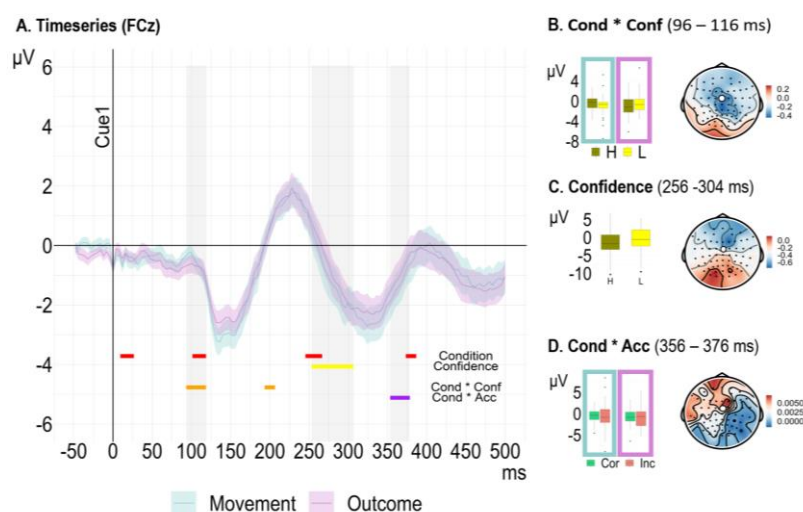 A. Timeseries (FCz)
µV
6
4
2
0
-2
-4
-6
Cue1
Condition
Confidence
Cond * Conf
Cond * Acc
-50 0 50 100 150 200 250 300 350 400 450 500
ms
Movement Outcome
B. Cond * Conf (96 – 116 ms)
µV
4
0
-4
-8
H L
0.2
0.0
-0.2
-0.4
C. Confidence (256 -304 ms)
µV
5
0
-5
-10
H L
0.0
-0.2
-0.4
-0.6
D. Cond * Acc (356 – 376 ms)
µV
5
0
-5
Cor Inc
0.0050
0.0025
0.0000